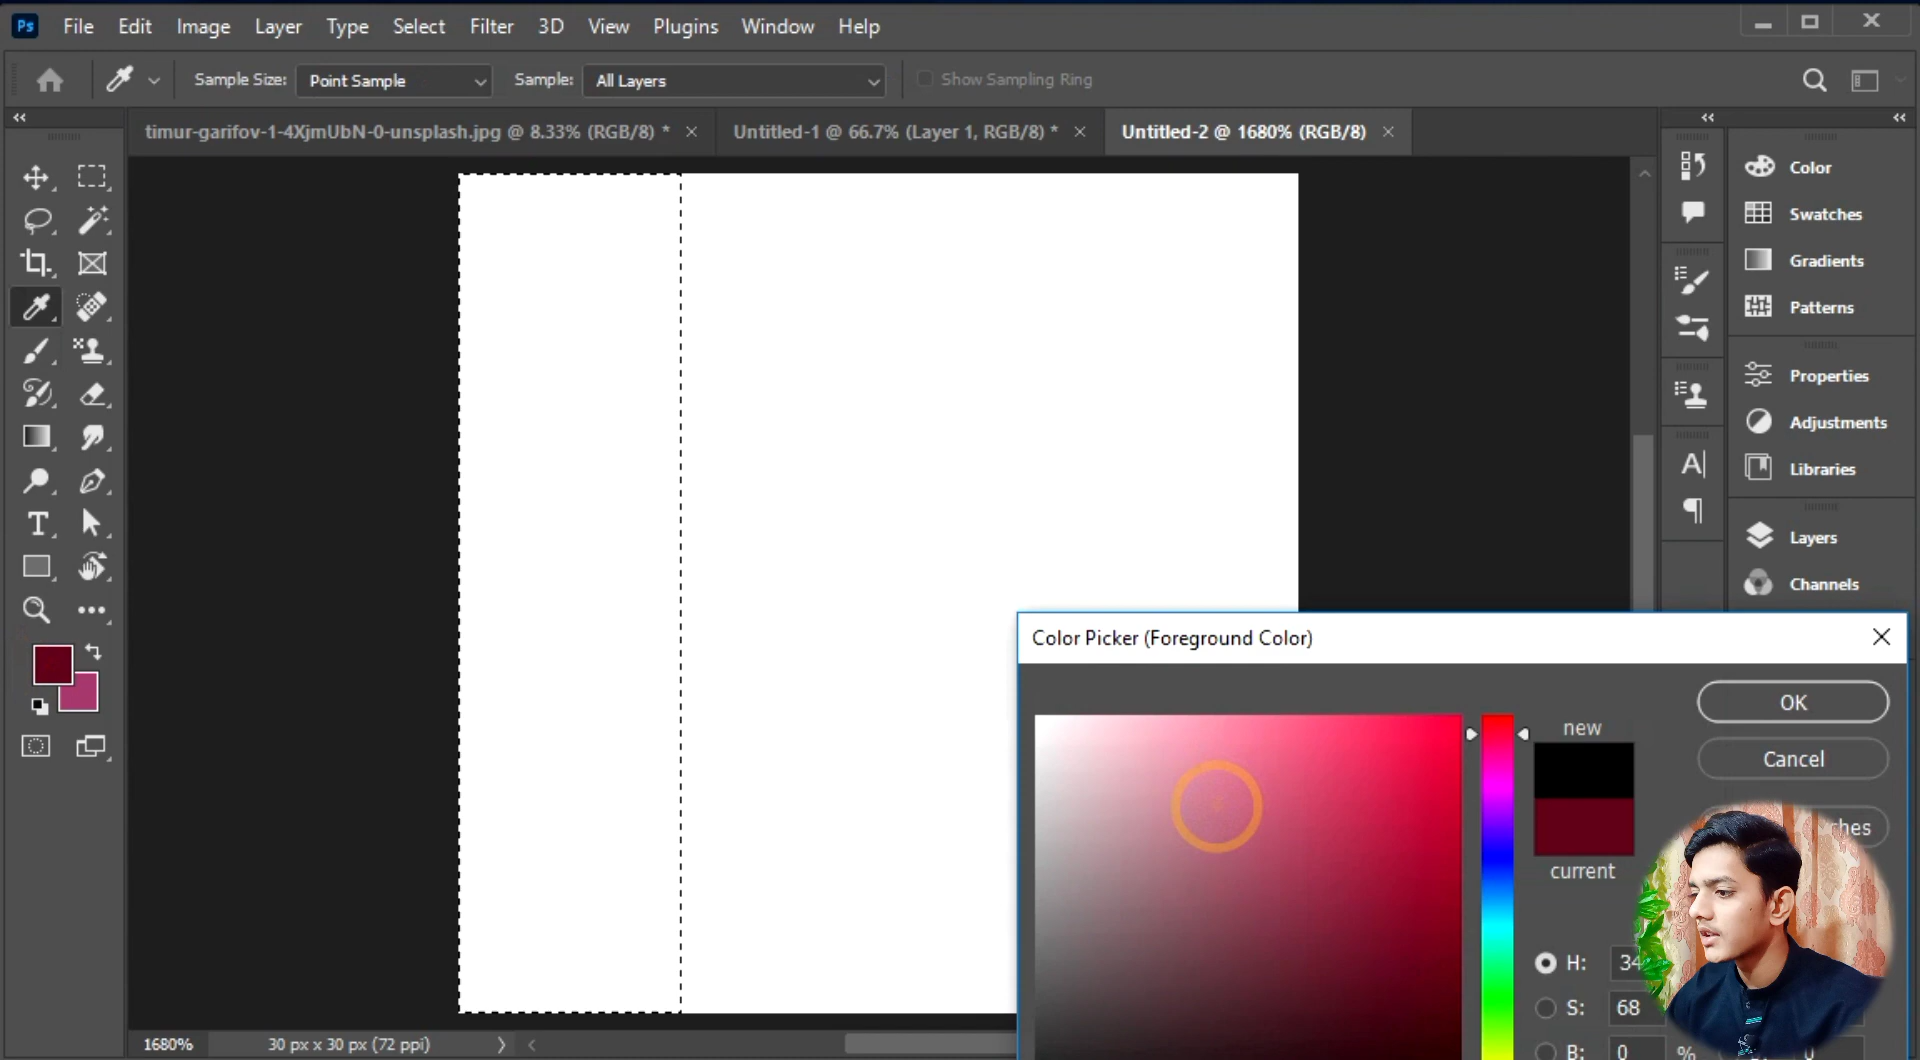 Ps File Edit Image Layer Type Select Filter 3D View Plugins Window Help
Sample Size: Point Sample Sample: All Layers Show Sampling Ring
timur-garifov-1-4XjmUbN-0-unsplash.jpg @ 8.33% (RGB/8) * Untitled-1 @ 66.7% (Layer 1, RGB/8) * Untitled-2 @ 1680% (RGB/8)
Color
Swatches
Gradients
Patterns
Properties
Adjustments
Libraries
Layers
Channels
Color Picker (Foreground Color)
OK
new
Cancel
current
H:
S: 68
B: 0 %
1680% 30 px x 30 px (72 ppi)